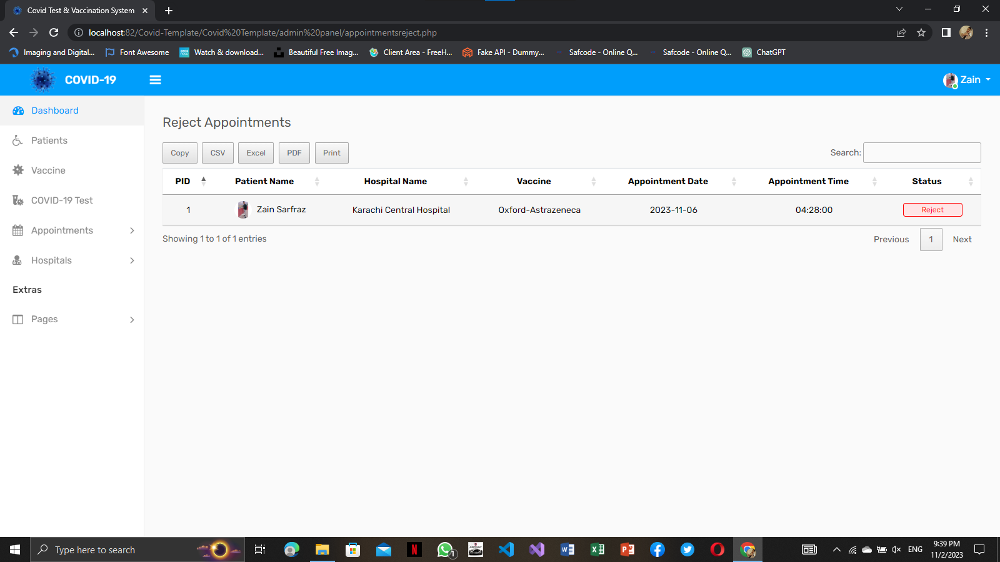 Covid Test & Vaccination System
localhost:82/Covid-Template/Covid%20Template/admin%20panel/appointmentsreject.php
Imaging and Digital... Font Awesome Watch & download... Beautiful Free Imag... Client Area - FreeH... Fake API - Dummy... Safcode - Online Q... Safcode - Online Q... ChatGPT
COVID-19 Zain
Dashboard
Patients
Vaccine
COVID-19 Test
Appointments
Hospitals
Extras
Pages
Reject Appointments
Copy CSV Excel PDF Print Search:
PID Patient Name Hospital Name Vaccine Appointment Date Appointment Time Status
1 Zain Sarfraz Karachi Central Hospital Oxford-Astrazeneca 2023-11-06 04:28:00 Reject
Showing 1 to 1 of 1 entries Previous 1 Next
Type here to search
1
ENG
9:39 PM
11/2/2023